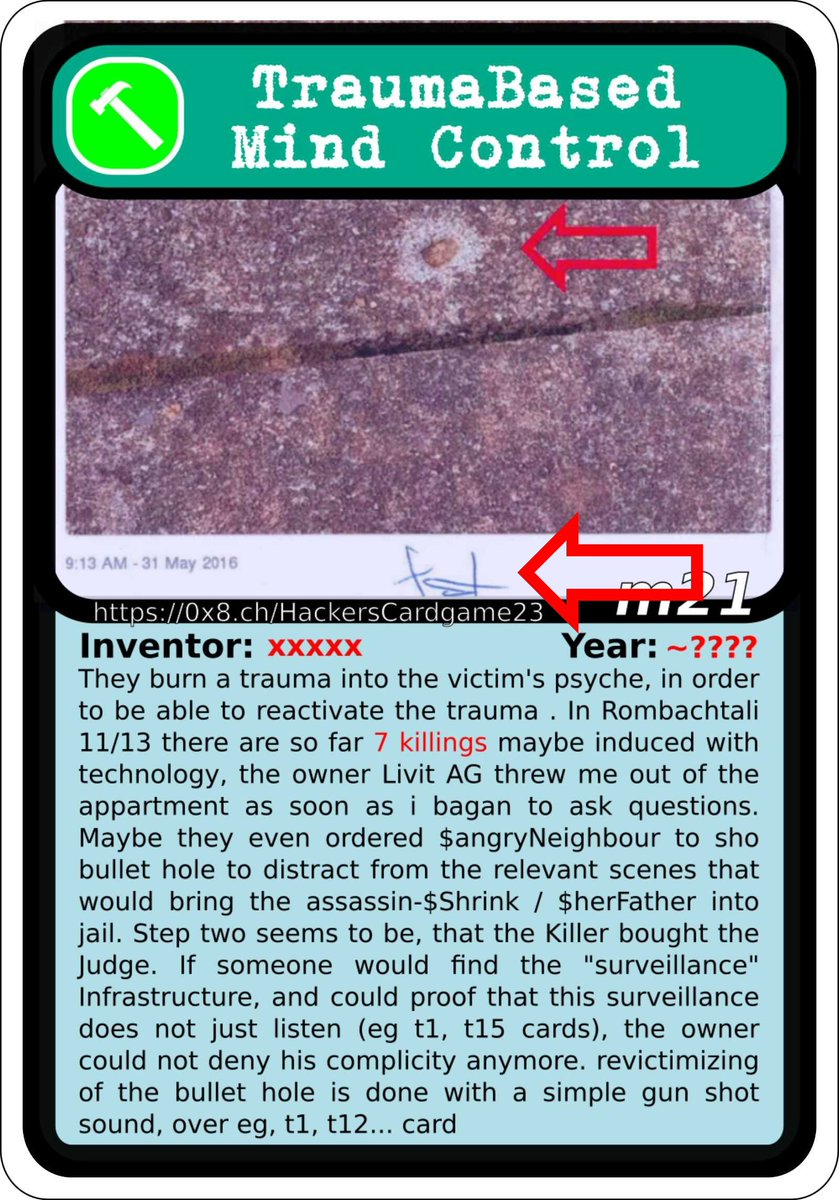 TraumaBased
Mind Control
9:13 AM - 31 May 2016
m21
https://0x8.ch/HackersCardgame23
Inventor: xxxxx Year: ~????
They burn a trauma into the victim's psyche, in order
to be able to reactivate the trauma . In Rombachtali
11/13 there are so far 7 killings maybe induced with
technology, the owner Livit AG threw me out of the
appartment as soon as i bagan to ask questions.
Maybe they even ordered $angryNeighbour to sho
bullet hole to distract from the relevant scenes that
would bring the assassin-$Shrink / $herFather into
jail. Step two seems to be, that the Killer bought the
Judge. If someone would find the "surveillance"
Infrastructure, and could proof that this surveillance
does not just listen (eg t1, t15 cards), the owner
could not deny his complicity anymore. revictimizing
of the bullet hole is done with a simple gun shot
sound, over eg, t1, t12... card